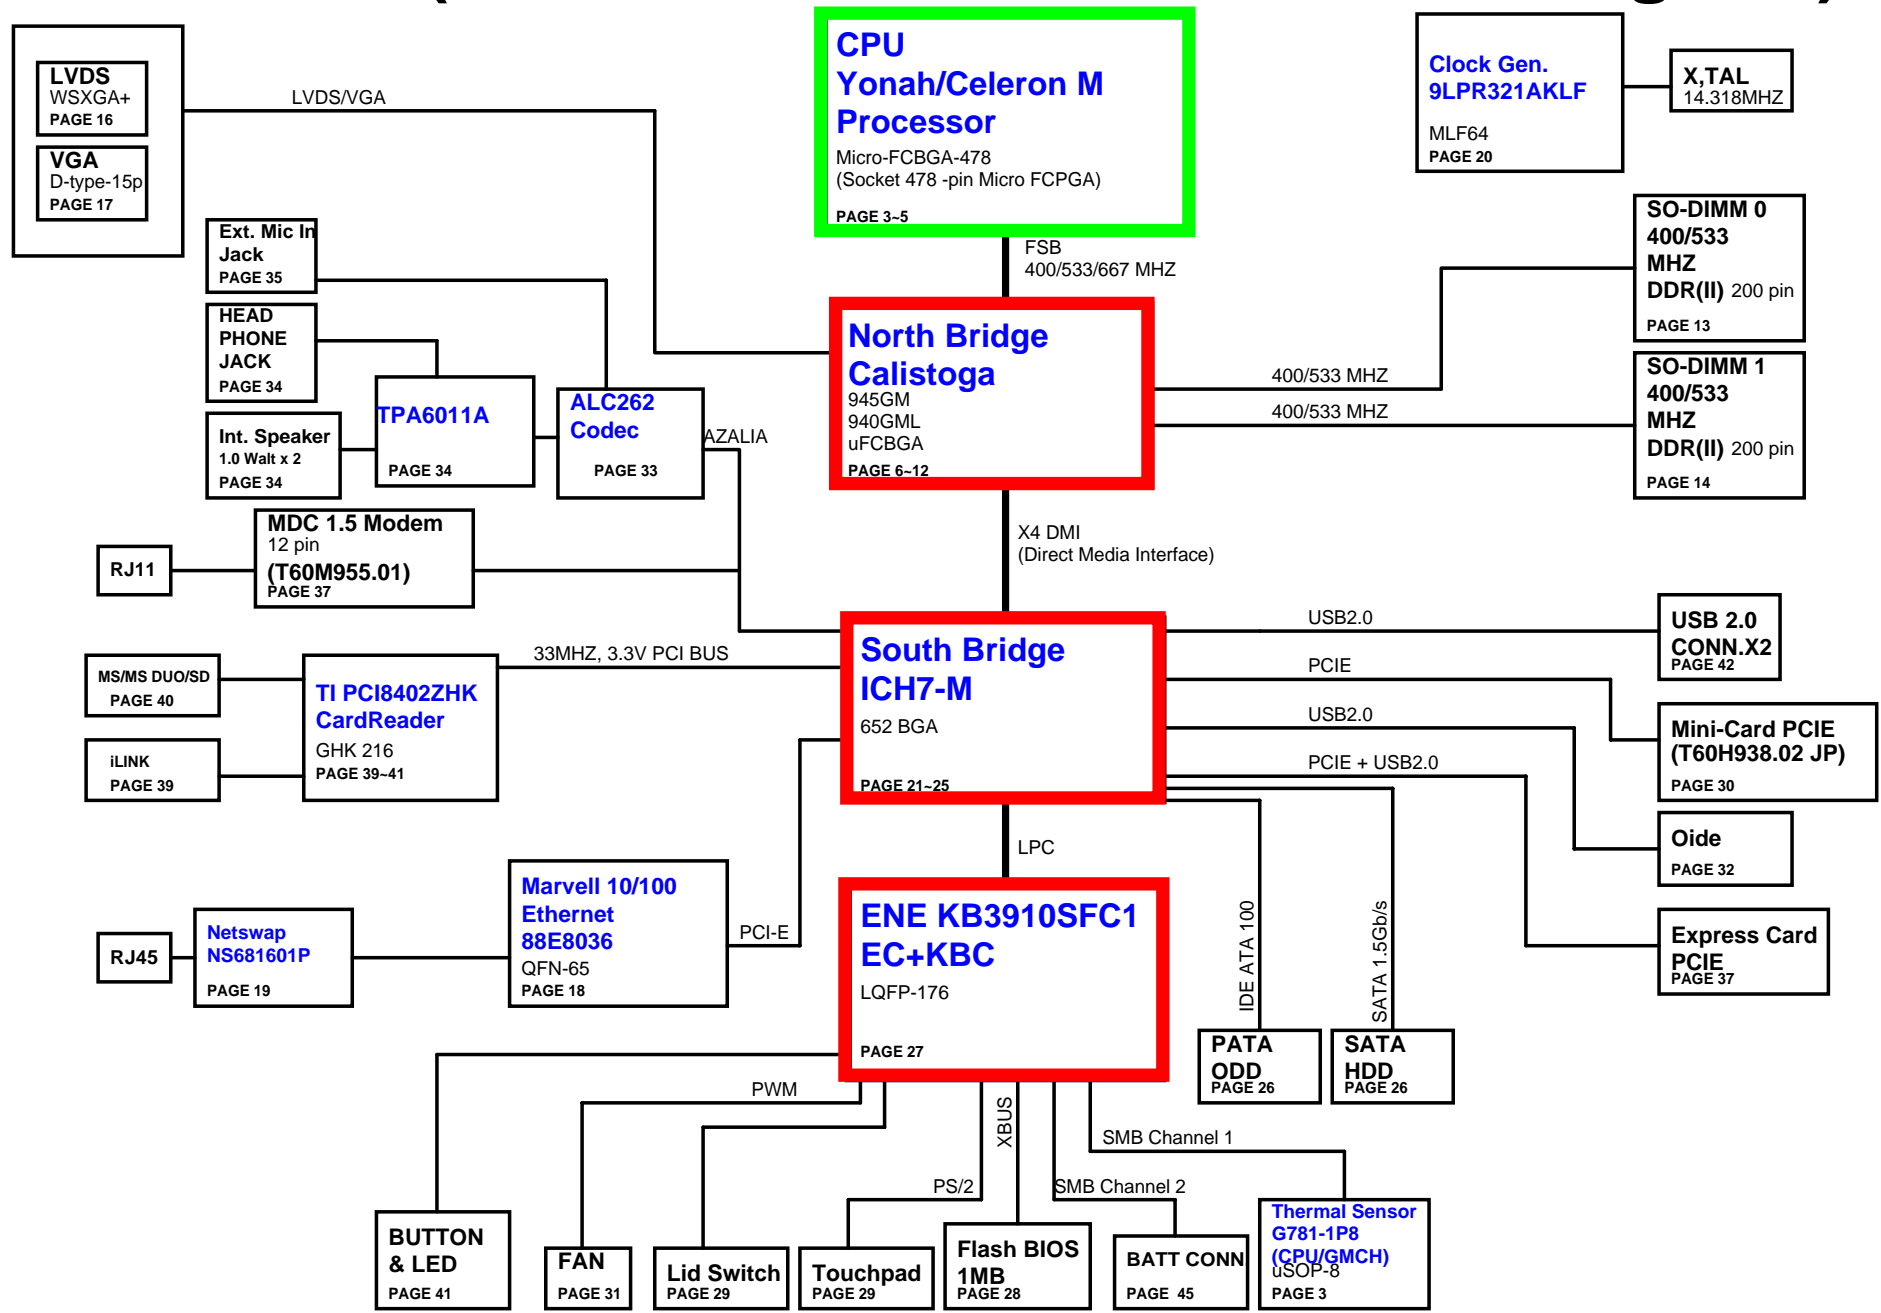 LVDS
WSXGA+
PAGE 16
VGA
D-type-15p
PAGE 17
LVDS/VGA
CPU
Yonah/Celeron M
Processor
Micro-FCBGA-478
(Socket 478 -pin Micro FCPGA)
PAGE 3~5
Clock Gen.
9LPR321AKLF
MLF64
PAGE 20
X,TAL
14.318MHZ
FSB
400/533/667 MHZ
SO-DIMM 0
400/533
MHZ
DDR(II) 200 pin
PAGE 13
SO-DIMM 1
400/533
MHZ
DDR(II) 200 pin
PAGE 14
400/533 MHZ
400/533 MHZ
Ext. Mic In
Jack
PAGE 35
HEAD
PHONE
JACK
PAGE 34
Int. Speaker
1.0 Walt x 2
PAGE 34
TPA6011A
PAGE 34
ALC262
Codec
PAGE 33
AZALIA
North Bridge
Calistoga
945GM
940GML
uFCBGA
PAGE 6~12
X4 DMI
(Direct Media Interface)
RJ11
MDC 1.5 Modem
12 pin
(T60M955.01)
PAGE 37
MS/MS DUO/SD
PAGE 40
iLINK
PAGE 39
TI PCI8402ZHK
CardReader
GHK 216
PAGE 39~41
33MHZ, 3.3V PCI BUS
South Bridge
ICH7-M
652 BGA
PAGE 21~25
USB2.0
PCIE
USB2.0
PCIE + USB2.0
USB 2.0
CONN.X2
PAGE 42
Mini-Card PCIE
(T60H938.02 JP)
PAGE 30
Oide
PAGE 32
Express Card
PCIE
PAGE 37
LPC
RJ45
Netswap
NS681601P
PAGE 19
Marvell 10/100
Ethernet
88E8036
QFN-65
PAGE 18
PCI-E
ENE KB3910SFC1
EC+KBC
LQFP-176
PAGE 27
IDE ATA 100
SATA 1.5Gb/s
PATA
ODD
PAGE 26
SATA
HDD
PAGE 26
PWM
XBUS
SMB Channel 1
PS/2
SMB Channel 2
BUTTON
& LED
PAGE 41
FAN
PAGE 31
Lid Switch
PAGE 29
Touchpad
PAGE 29
Flash BIOS
1MB
PAGE 28
BATT CONN
PAGE 45
Thermal Sensor
G781-1P8
(CPU/GMCH)
uSOP-8
PAGE 3